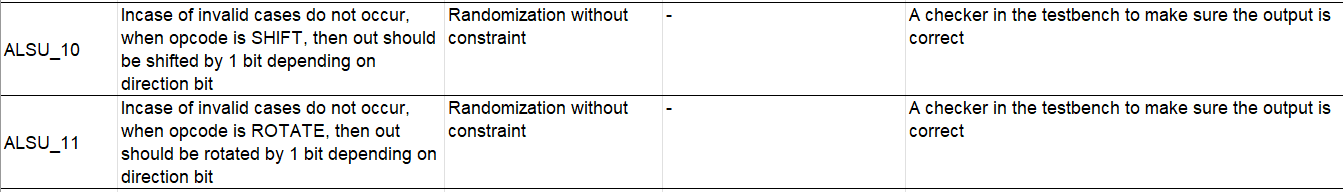 ALSU_10
Incase of invalid cases do not occur,
when opcode is SHIFT, then out should
be shifted by 1 bit depending on
direction bit
Randomization without
constraint
-
A checker in the testbench to make sure the output is
correct
ALSU_11
Incase of invalid cases do not occur,
when opcode is ROTATE, then out
should be rotated by 1 bit depending on
direction bit
Randomization without
constraint
-
A checker in the testbench to make sure the output is
correct